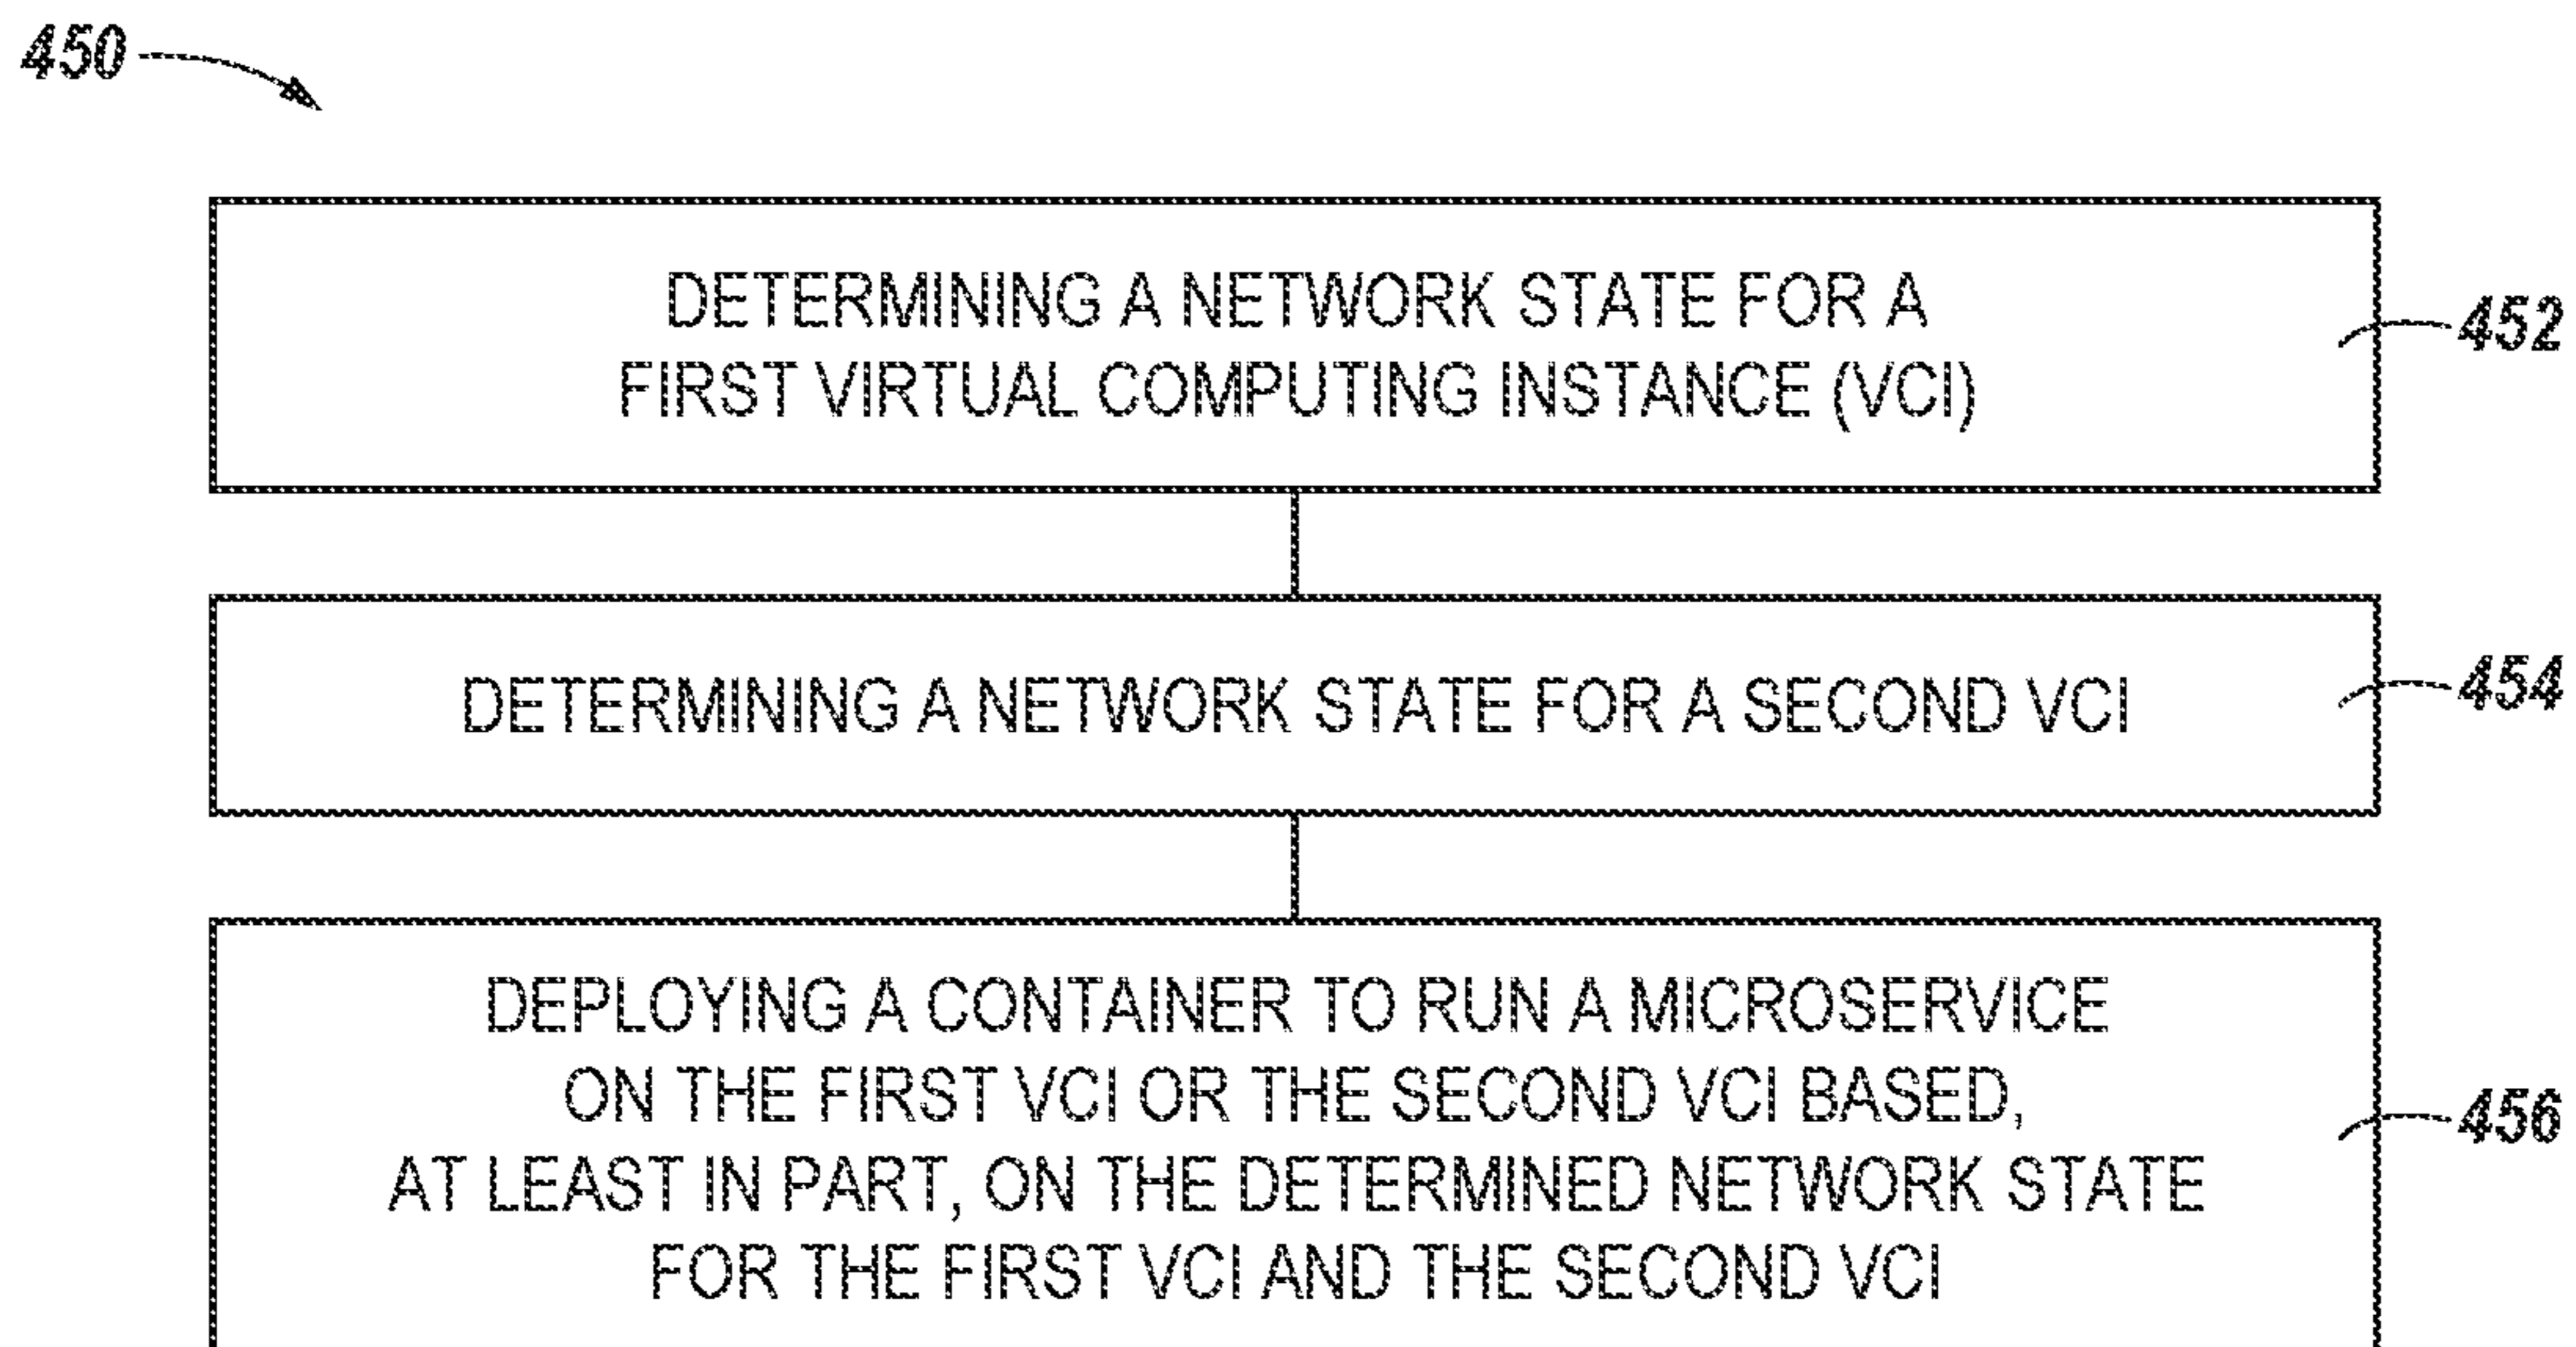 450
DETERMINING A NETWORK STATE FOR A
FIRST VIRTUAL COMPUTING INSTANCE (VCI)
452
DETERMINING A NETWORK STATE FOR A SECOND VCI
454
DEPLOYING A CONTAINER TO RUN A MICROSERVICE
ON THE FIRST VCI OR THE SECOND VCI BASED,
AT LEAST IN PART, ON THE DETERMINED NETWORK STATE
FOR THE FIRST VCI AND THE SECOND VCI
456